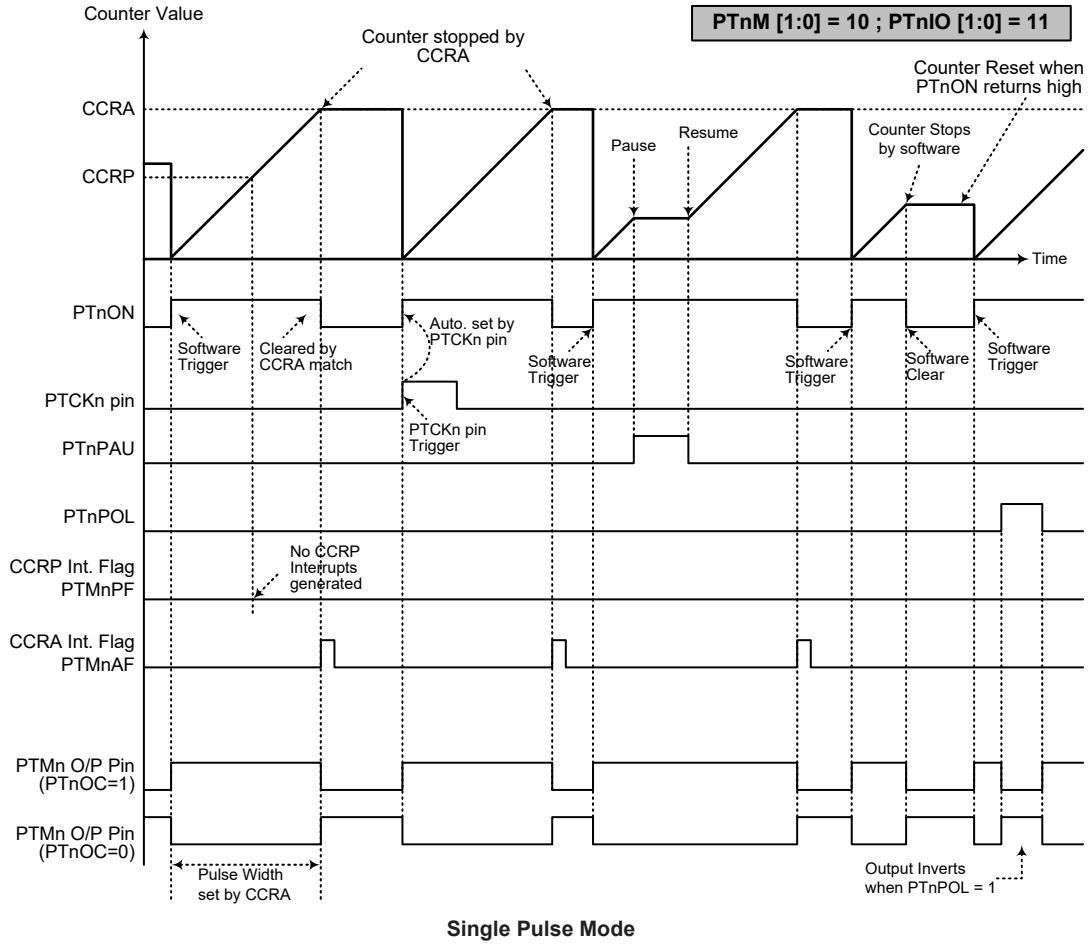 Counter Value
PTnM [1:0] = 10 ; PTnIO [1:0] = 11
Counter stopped by
CCRA
Counter Reset when
PTnON returns high
CCRA
Pause
Resume
Counter Stops
by software
CCRP
Time
PTnON
Software
Trigger
Cleared by
CCRA match
Auto. set by
PTCKn pin
Software
Trigger
Software
Trigger
Software
Clear
Software
Trigger
PTCKn pin
PTCKn pin
Trigger
PTnPAU
PTnPOL
No CCRP
Interrupts
generated
CCRP Int. Flag
PTMnPF
CCRA Int. Flag
PTMnAF
PTMn O/P Pin
(PTnOC=1)
PTMn O/P Pin
(PTnOC=0)
Pulse Width
set by CCRA
Output Inverts
when PTnPOL = 1
Single Pulse Mode